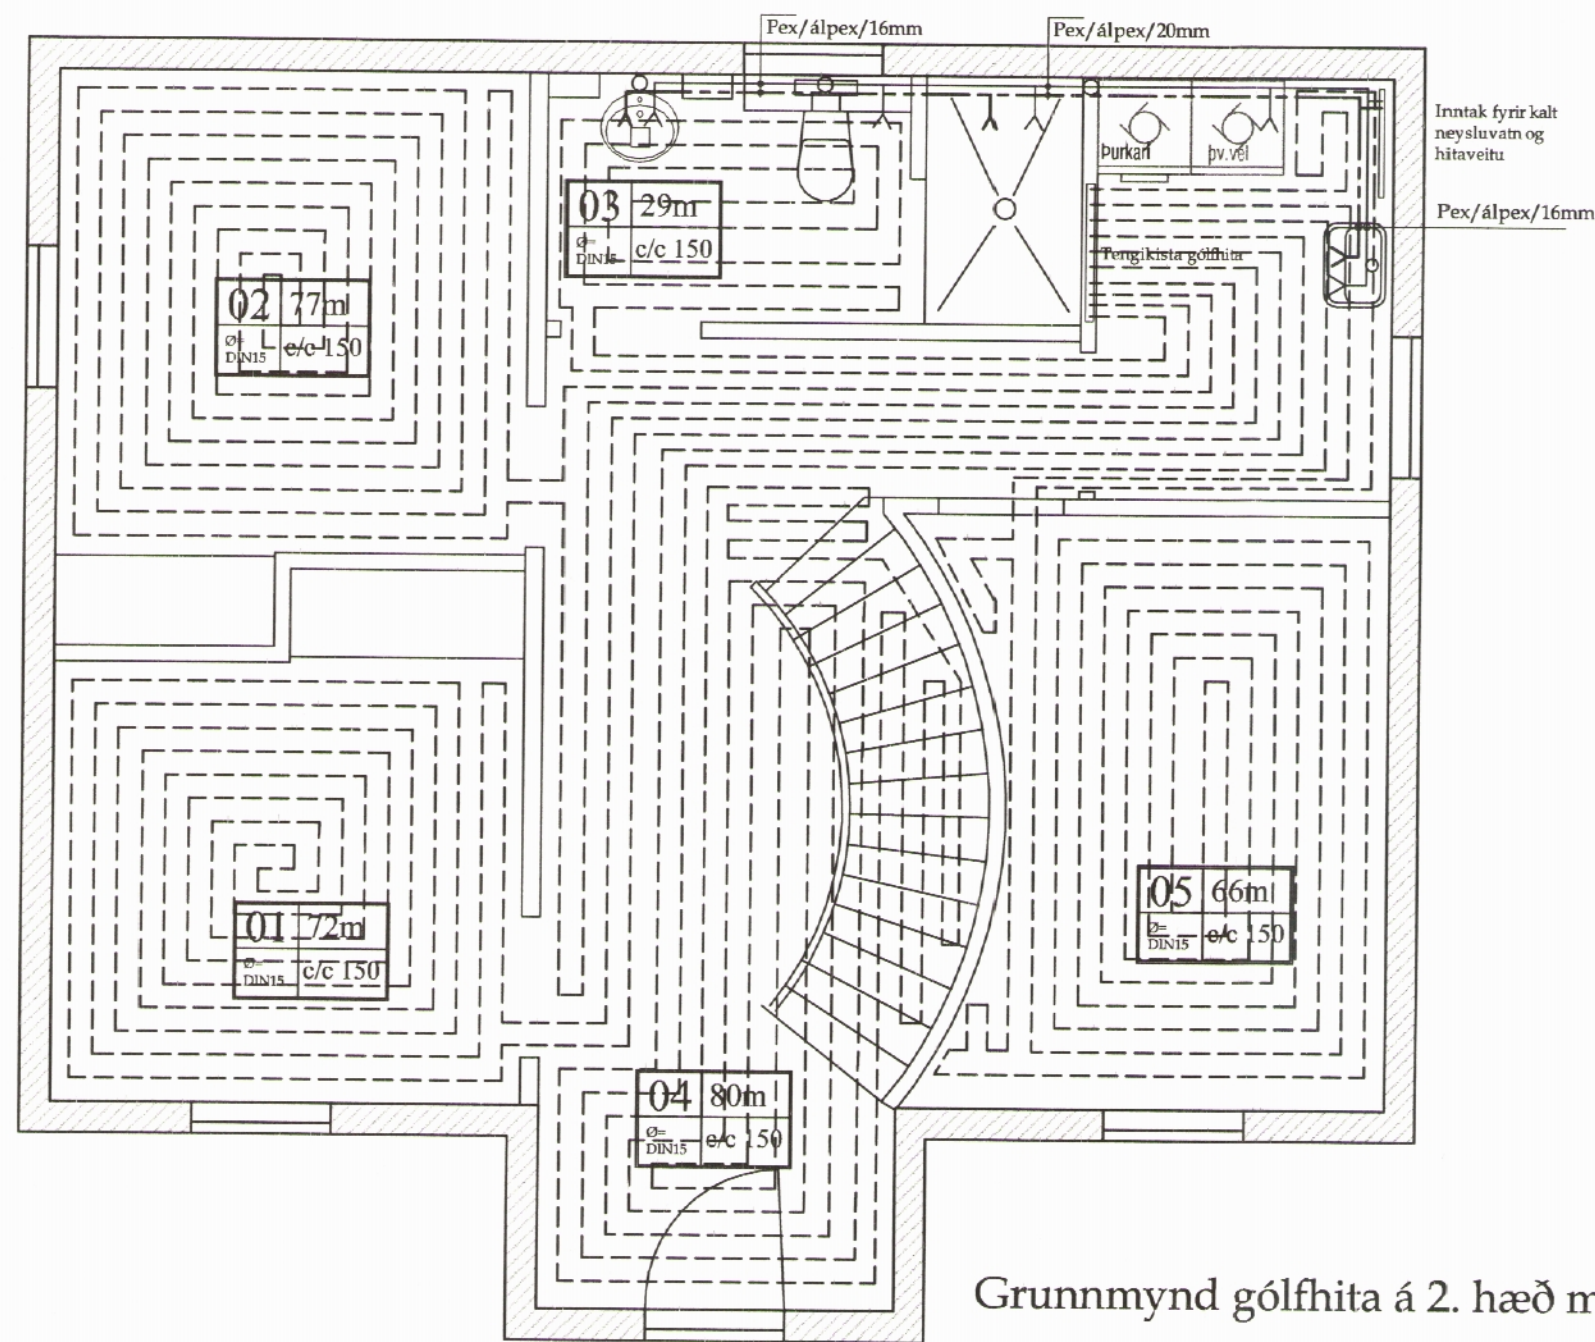 Pex/álpex/16mm
Pex/álpex/20mm
Inntak fyrir kalt
neysluvatn og
hitaveitu
Þurkari
þv.vél
Pex/álpex/16mm
03 29m
Ø=
DIN15
c/c 150
Tengikista gólfhita
02 77m
Ø=
DIN15
c/c 150
05 66m
Ø=
DIN15
c/c 150
01 72m
Ø=
DIN15
c/c 150
04 80m
Ø=
DIN15
c/c 150
Grunnmynd gólfhita á 2. hæð m